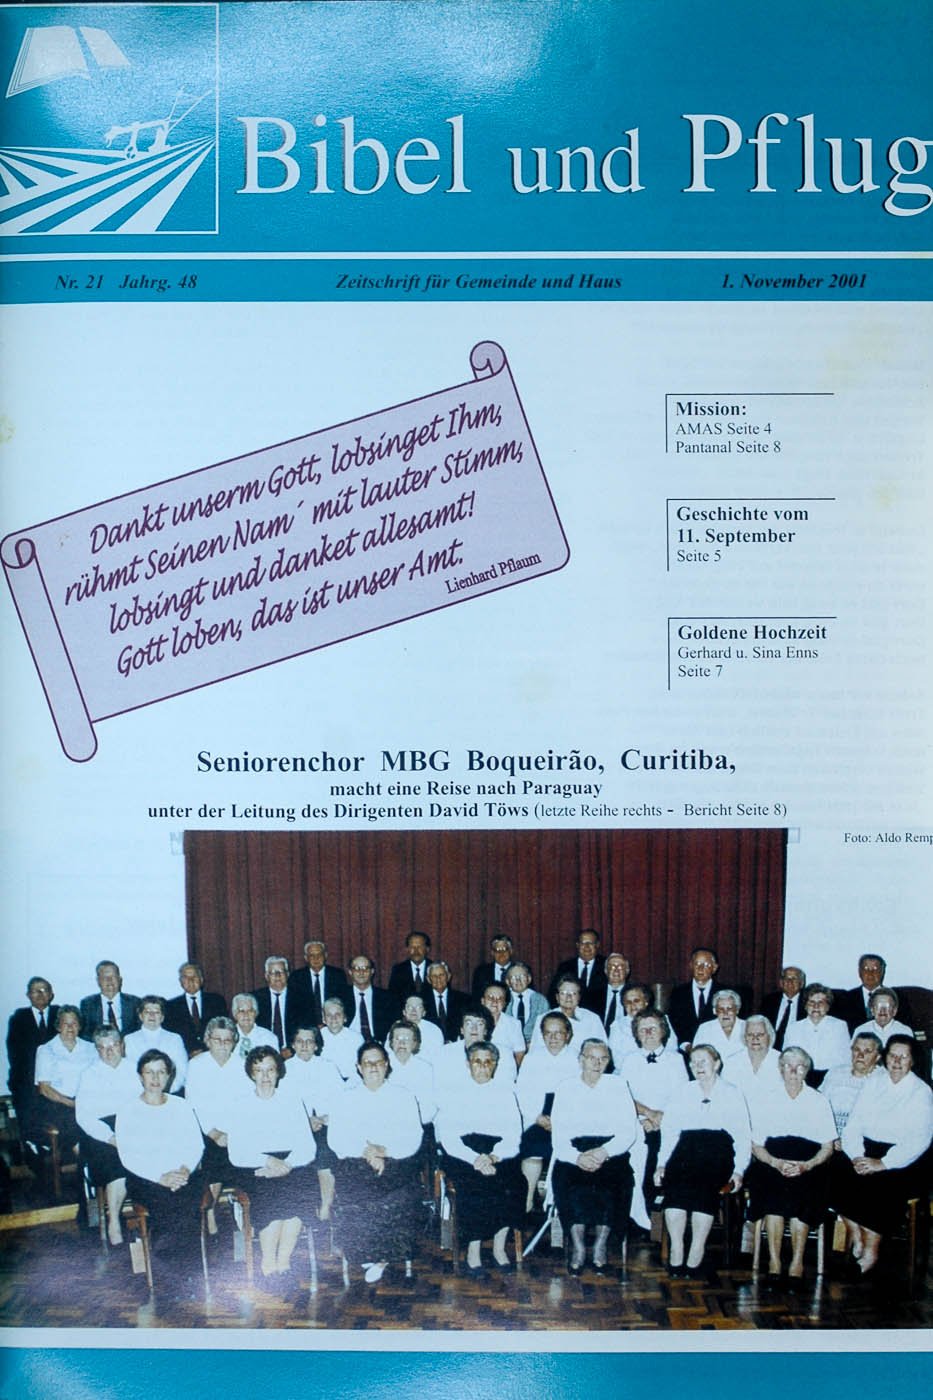 Bibel und Pflug
Nr. 21 Jahrg. 48 Zeitschrift für Gemeinde und Haus 1. November 2001
Dankt unserm Gott, lobsinget Ihm,
rühmt Seinen Nam´ mit lauter Stimm,
lobsingt und danket allesamt!
Gott loben, das ist unser Amt.
Lienhard Pflaum
Mission:
AMAS Seite 4
Pantanal Seite 8
Geschichte vom
11. September
Seite 5
Goldene Hochzeit
Gerhard u. Sina Enns
Seite 7
Seniorenchor MBG Boqueirão, Curitiba,
macht eine Reise nach Paraguay
unter der Leitung des Dirigenten David Töws (letzte Reihe rechts - Bericht Seite 8)
Foto: Aldo Remp